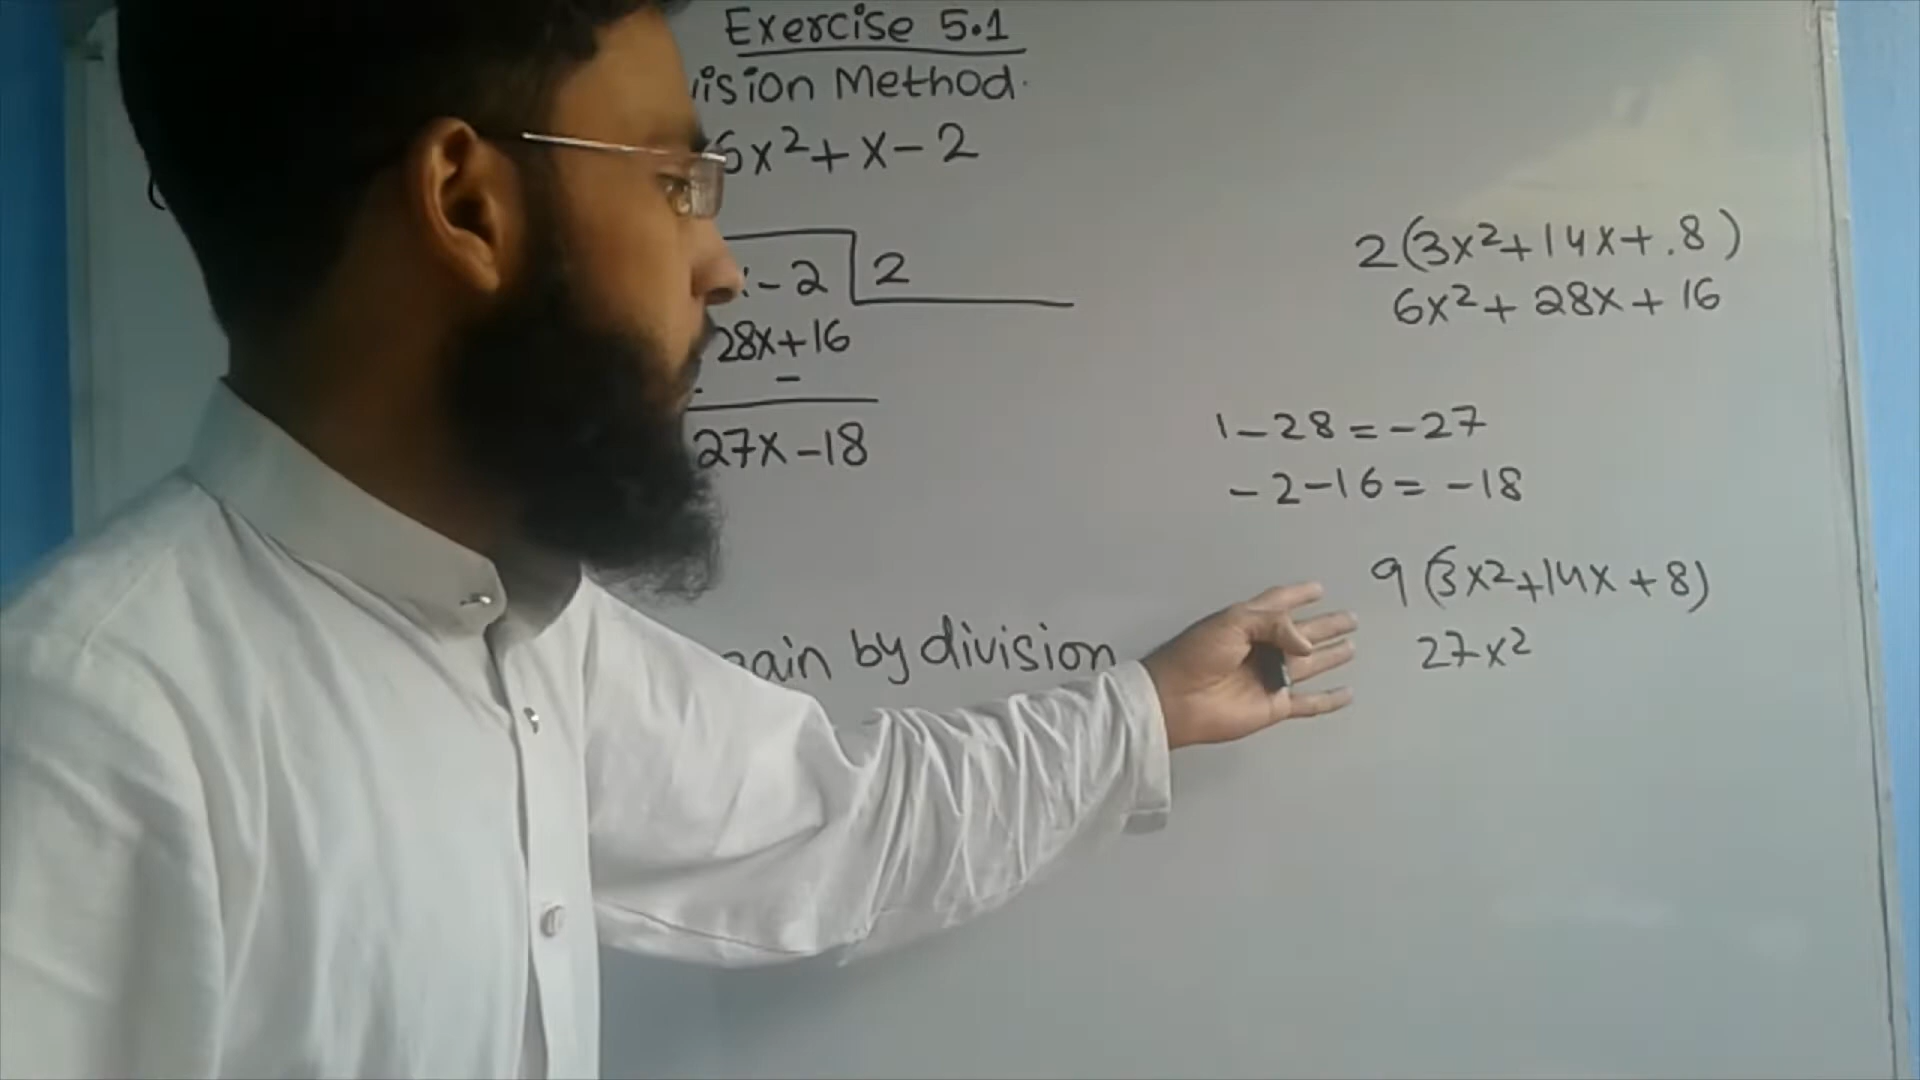 Exercise 5.1
ision Method.
6x²+x-2
-2 2
28x+16
-
27x-18
gain by division
2(3x²+14x+.8)
6x²+28x+16
1-28=-27
-2-16=-18
9(3x²+14x+8)
27x²